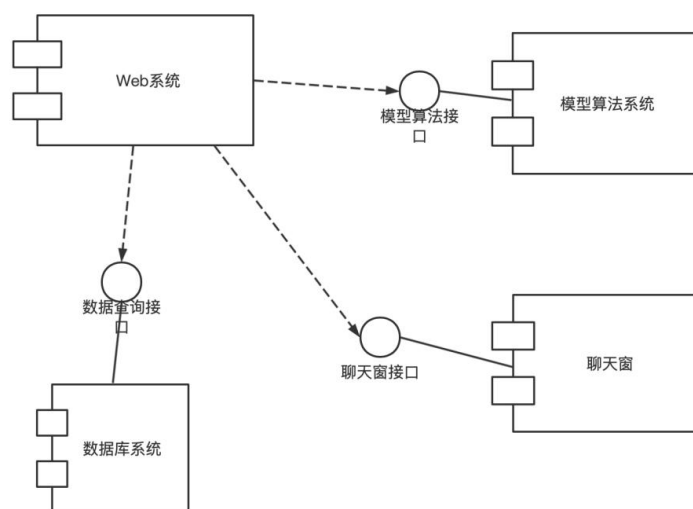 Web系统
模型算法系统
模型算法接
口
数据查询接
口
聊天窗
聊天窗接口
数据库系统